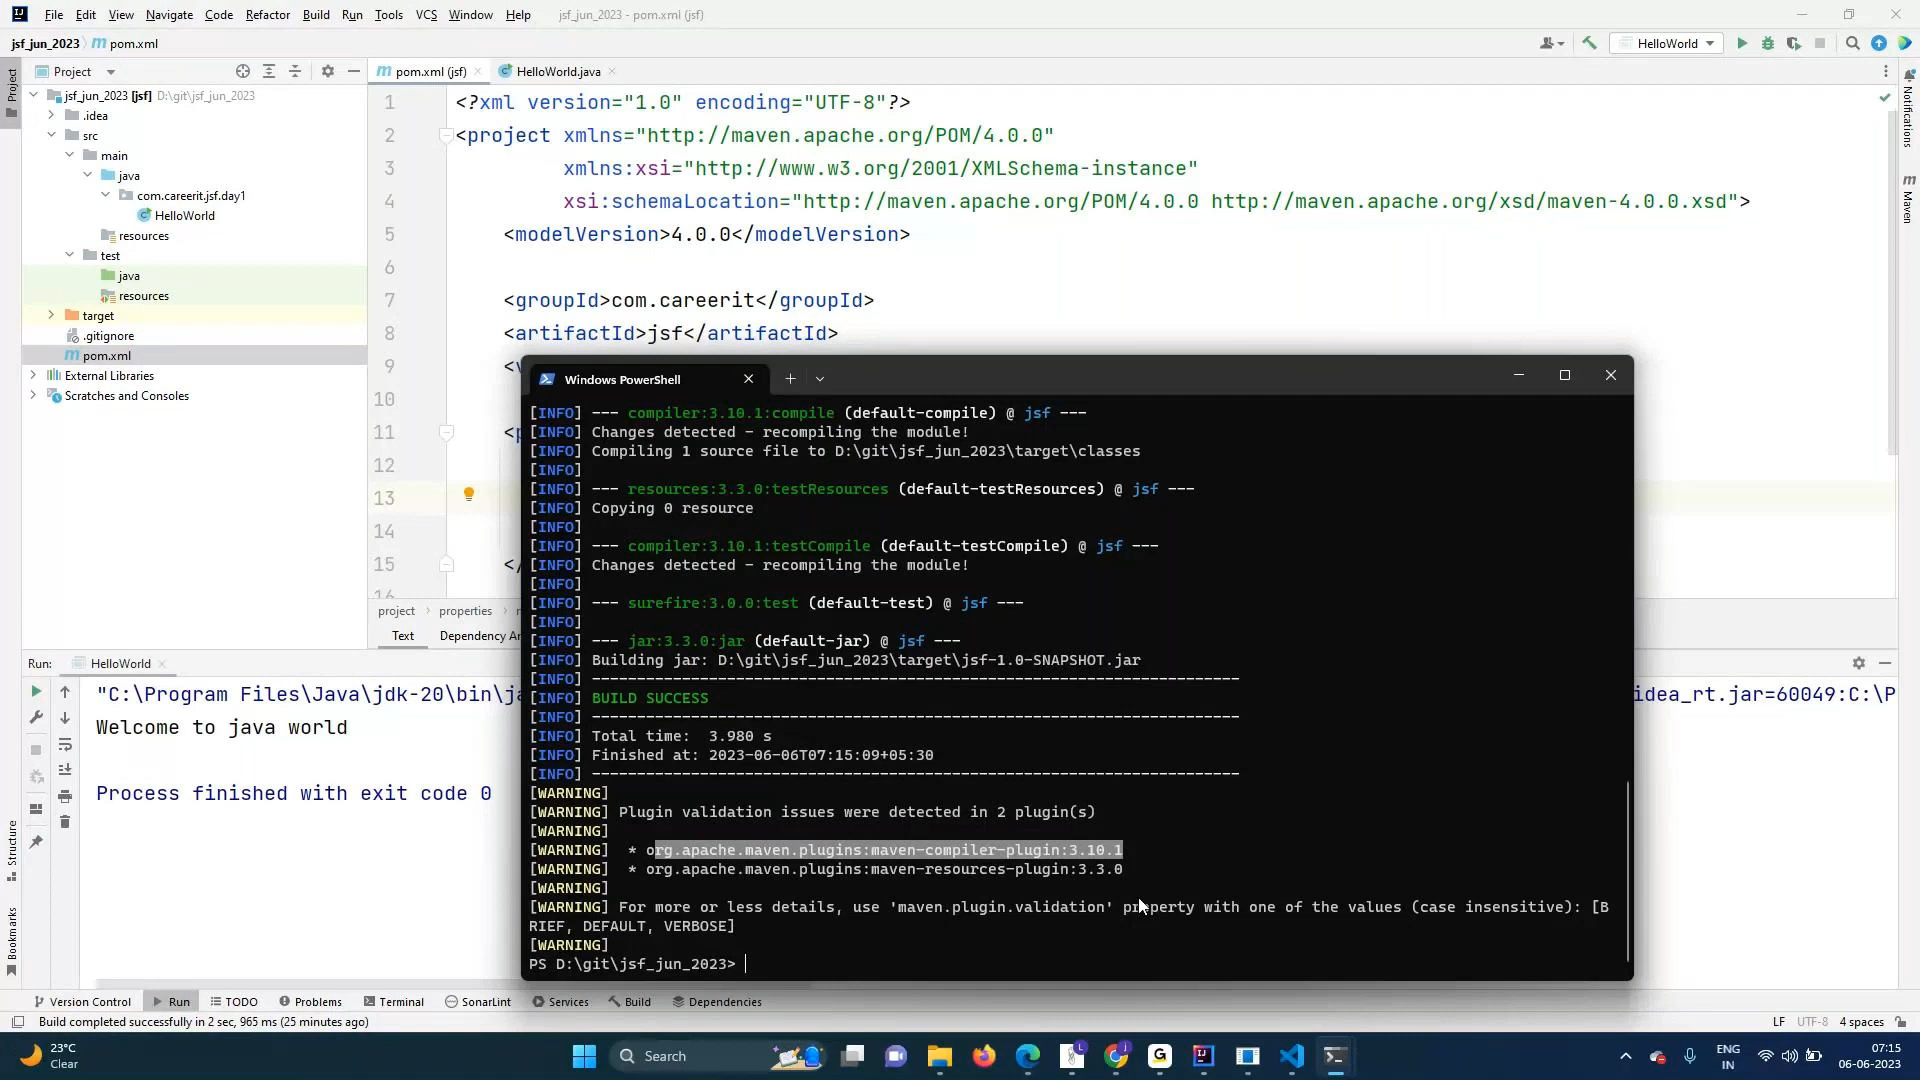 File Edit View Navigate Code Refactor Build Run Tools VCS Window Help jsf_jun_2023 - pom.xml (jsf)
jsf_jun_2023 pom.xml
HelloWorld
Project
pom.xml (jsf) HelloWorld.java
jsf_jun_2023 [jsf] D:\git\jsf_jun_2023
.idea
src
main
java
com.careerit.jsf.day1
HelloWorld
resources
test
java
resources
target
.gitignore
pom.xml
External Libraries
Scratches and Consoles
Project
Structure
Bookmarks
Notifications
Maven
1 <?xml version="1.0" encoding="UTF-8"?>
2 <project xmlns="http://maven.apache.org/POM/4.0.0"
3 xmlns:xsi="http://www.w3.org/2001/XMLSchema-instance"
4 xsi:schemaLocation="http://maven.apache.org/POM/4.0.0 http://maven.apache.org/xsd/maven-4.0.0.xsd">
5 <modelVersion>4.0.0</modelVersion>
6
7 <groupId>com.careerit</groupId>
8 <artifactId>jsf</artifactId>
9 <v
10
11 <p
12
13
14
15 </
16
project properties
Text Dependency An
Windows PowerShell
[INFO] --- compiler:3.10.1:compile (default-compile) @ jsf ---
[INFO] Changes detected - recompiling the module!
[INFO] Compiling 1 source file to D:\git\jsf_jun_2023\target\classes
[INFO]
[INFO] --- resources:3.3.0:testResources (default-testResources) @ jsf ---
[INFO] Copying 0 resource
[INFO]
[INFO] --- compiler:3.10.1:testCompile (default-testCompile) @ jsf ---
[INFO] Changes detected - recompiling the module!
[INFO]
[INFO] --- surefire:3.0.0:test (default-test) @ jsf ---
[INFO]
[INFO] --- jar:3.3.0:jar (default-jar) @ jsf ---
[INFO] Building jar: D:\git\jsf_jun_2023\target\jsf-1.0-SNAPSHOT.jar
[INFO] ------------------------------------------------------------------------
[INFO] BUILD SUCCESS
[INFO] ------------------------------------------------------------------------
[INFO] Total time:  3.980 s
[INFO] Finished at: 2023-06-06T07:15:09+05:30
[INFO] ------------------------------------------------------------------------
[WARNING]
[WARNING] Plugin validation issues were detected in 2 plugin(s)
[WARNING]
[WARNING]  * org.apache.maven.plugins:maven-compiler-plugin:3.10.1
[WARNING]  * org.apache.maven.plugins:maven-resources-plugin:3.3.0
[WARNING]
[WARNING] For more or less details, use 'maven.plugin.validation' property with one of the values (case insensitive): [B
RIEF, DEFAULT, VERBOSE]
[WARNING]
PS D:\git\jsf_jun_2023>
Run: HelloWorld
"C:\Program Files\Java\jdk-20\bin\ja
idea_rt.jar=60049:C:\P
Welcome to java world
Process finished with exit code 0
Version Control Run TODO Problems Terminal SonarLint Services Build Dependencies
Build completed successfully in 2 sec, 965 ms (25 minutes ago)
LF UTF-8 4 spaces
23°C
Clear
Search
ENG
IN
07:15
06-06-2023